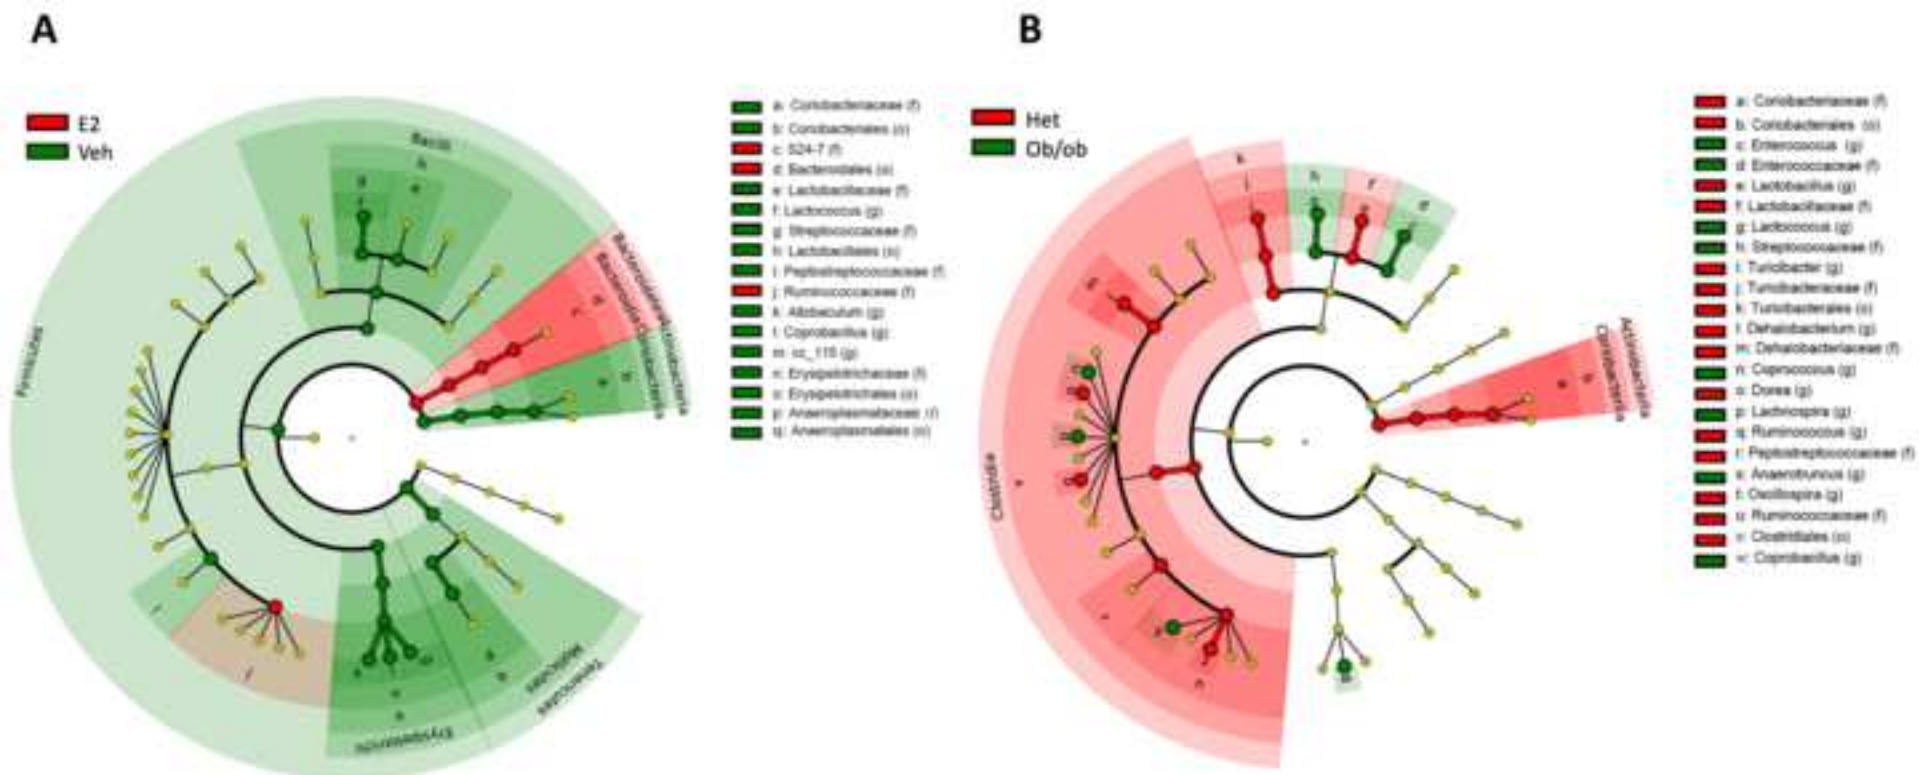 A
E2
Veh
Firmicutes
Bacilli
Bacteroidetes
Bacteroidia
Actinobacteria
Coriobacteriia
Mollicutes
Tenericutes
Erysipelotrichi
a: Coriobacteriaceae (f)
b: Coriobacteriales (o)
c: S24-7 (f)
d: Bacteroidales (o)
e: Lactobacillaceae (f)
f: Lactococcus (g)
g: Streptococcaceae (f)
h: Lactobacillales (o)
i: Peptostreptococcaceae (f)
j: Ruminococcaceae (f)
k: Allobaculum (g)
l: Coprobacillus (g)
m: cc_115 (g)
n: Erysipelotrichaceae (f)
o: Erysipelotrichales (o)
p: Anaeroplasmataceae (f)
q: Anaeroplasmatales (o)
B
Het
Ob/ob
Clostridia
Actinobacteria
Coriobacteriia
a: Coriobacteriaceae (f)
b: Coriobacteriales (o)
c: Enterococcus (g)
d: Enterococcaceae (f)
e: Lactobacillus (g)
f: Lactobacillaceae (f)
g: Lactococcus (g)
h: Streptococcaceae (f)
i: Turicibacter (g)
j: Turicibacteraceae (f)
k: Turicibacterales (o)
l: Dehalobacterium (g)
m: Dehalobacteriaceae (f)
n: Coprococcus (g)
o: Dorea (g)
p: Lachnospira (g)
q: Ruminococcus (g)
r: Peptostreptococcaceae (f)
s: Anaerotruncus (g)
t: Oscillospira (g)
u: Ruminococcaceae (f)
v: Clostridiales (o)
w: Coprobacillus (g)